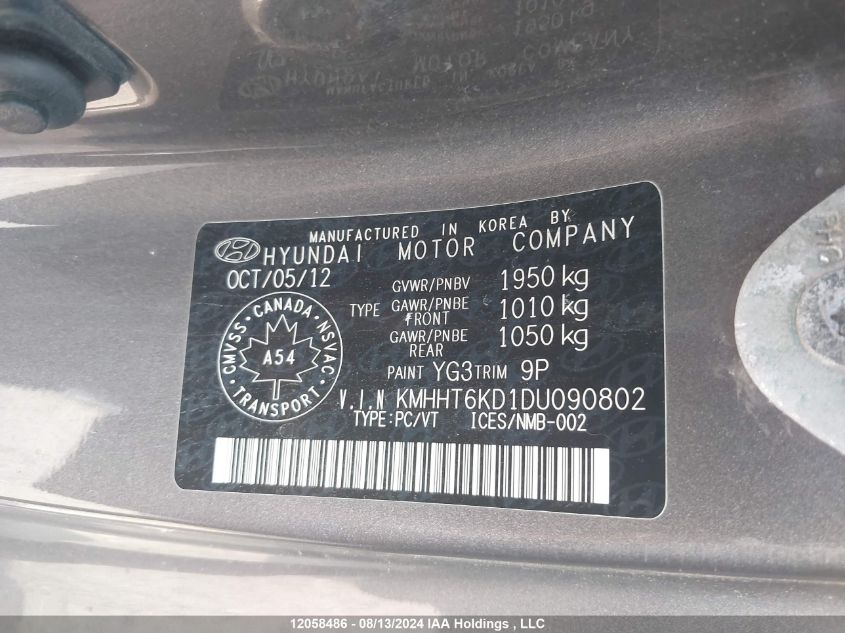 MANUFACTURED IN KOREA BY
HYUNDAI MOTOR COMPANY
OCT/05/12 GVWR/PNBV 1950 kg
TYPE GAWR/PNBE FRONT 1010 kg
GAWR/PNBE REAR 1050 kg
CMVSS · CANADA · NSVAC
A54
TRANSPORT
PAINT YG3 TRIM 9P
V.I.N KMHHT6KD1DU090802
TYPE:PC/VT ICES/NMB-002
12058486 - 08/13/2024 IAA Holdings , LLC